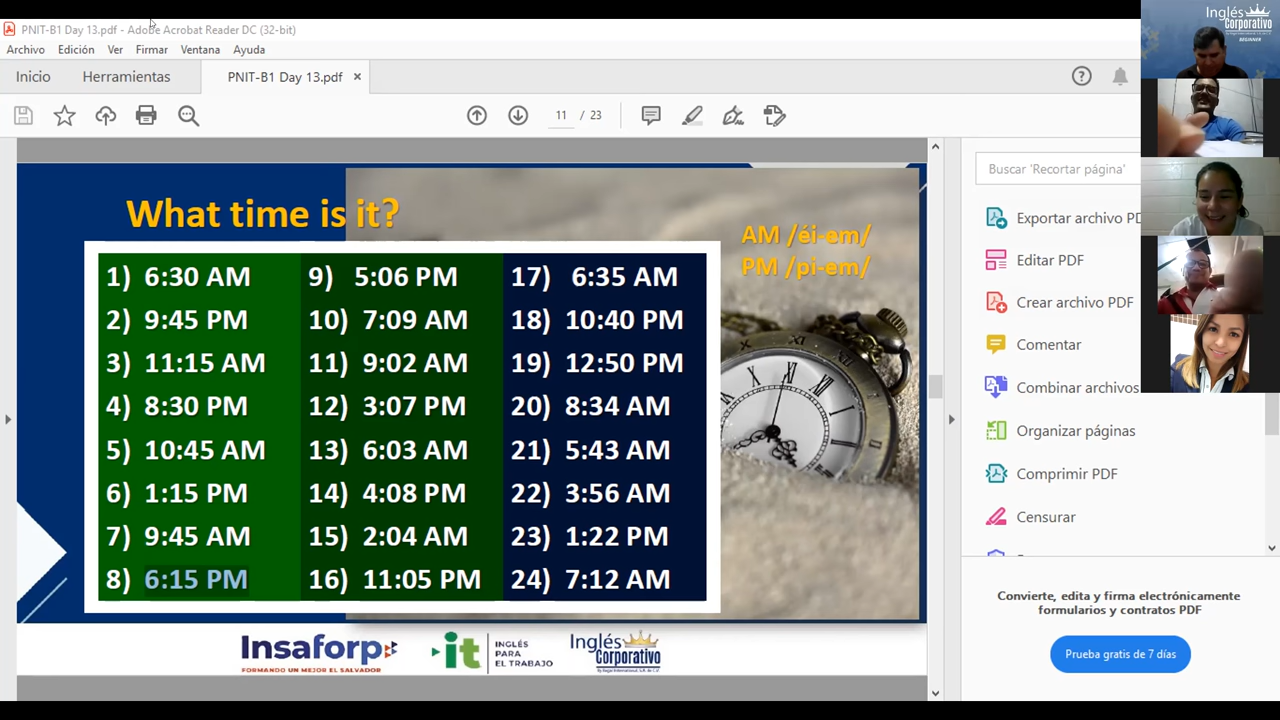 PNIT-B1 Day 13.pdf - Adobe Acrobat Reader DC (32-bit)
Archivo Edición Ver Firmar Ventana Ayuda
Inicio Herramientas PNIT-B1 Day 13.pdf ×
11 / 23
What time is it?
AM /éi-em/
PM /pi-em/
1) 6:30 AM
2) 9:45 PM
3) 11:15 AM
4) 8:30 PM
5) 10:45 AM
6) 1:15 PM
7) 9:45 AM
8) 6:15 PM
9) 5:06 PM
10) 7:09 AM
11) 9:02 AM
12) 3:07 PM
13) 6:03 AM
14) 4:08 PM
15) 2:04 AM
16) 11:05 PM
17) 6:35 AM
18) 10:40 PM
19) 12:50 PM
20) 8:34 AM
21) 5:43 AM
22) 3:56 AM
23) 1:22 PM
24) 7:12 AM
Insaforp
FORMANDO UN MEJOR EL SALVADOR
it
INGLÉS
PARA
EL TRABAJO
Inglés
Corporativo
Buscar 'Recortar página'
Exportar archivo PD
Editar PDF
Crear archivo PDF
Comentar
Combinar archivos
Organizar páginas
Comprimir PDF
Censurar
Convierte, edita y firma electrónicamente
formularios y contratos PDF
Prueba gratis de 7 días
Inglés
Corporativo
BEGINNER